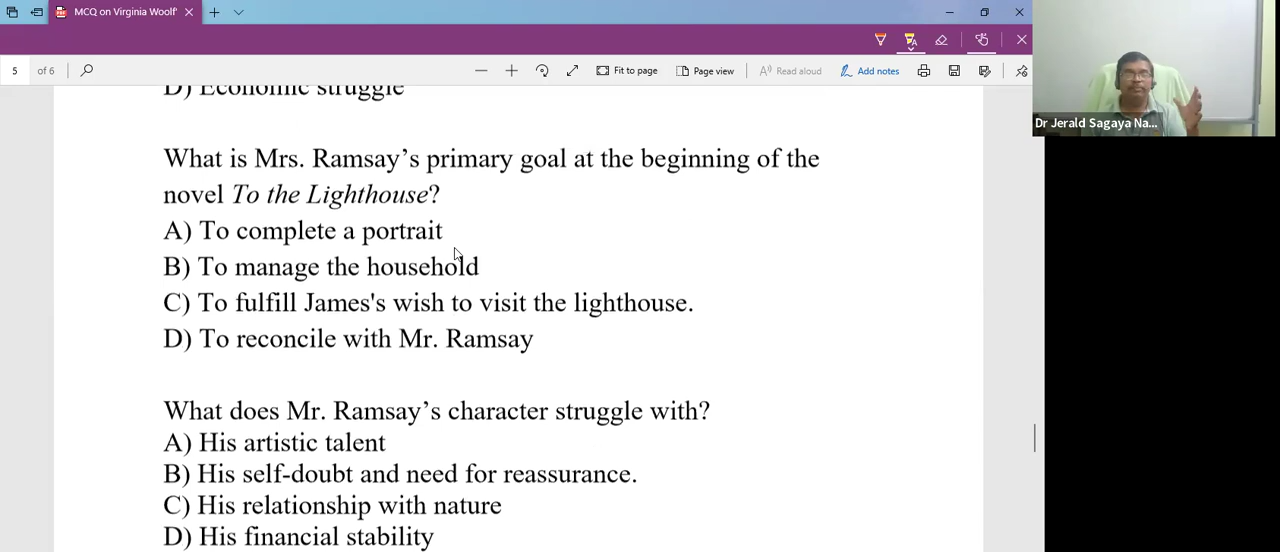 MCQ on Virginia Woolf'
5 of 6
Fit to page
Page view
Read aloud
Add notes
Dr Jerald Sagaya Na...
D) Economic struggle
What is Mrs. Ramsay’s primary goal at the beginning of the
novel To the Lighthouse?
A) To complete a portrait
B) To manage the household
C) To fulfill James's wish to visit the lighthouse.
D) To reconcile with Mr. Ramsay
What does Mr. Ramsay’s character struggle with?
A) His artistic talent
B) His self-doubt and need for reassurance.
C) His relationship with nature
D) His financial stability